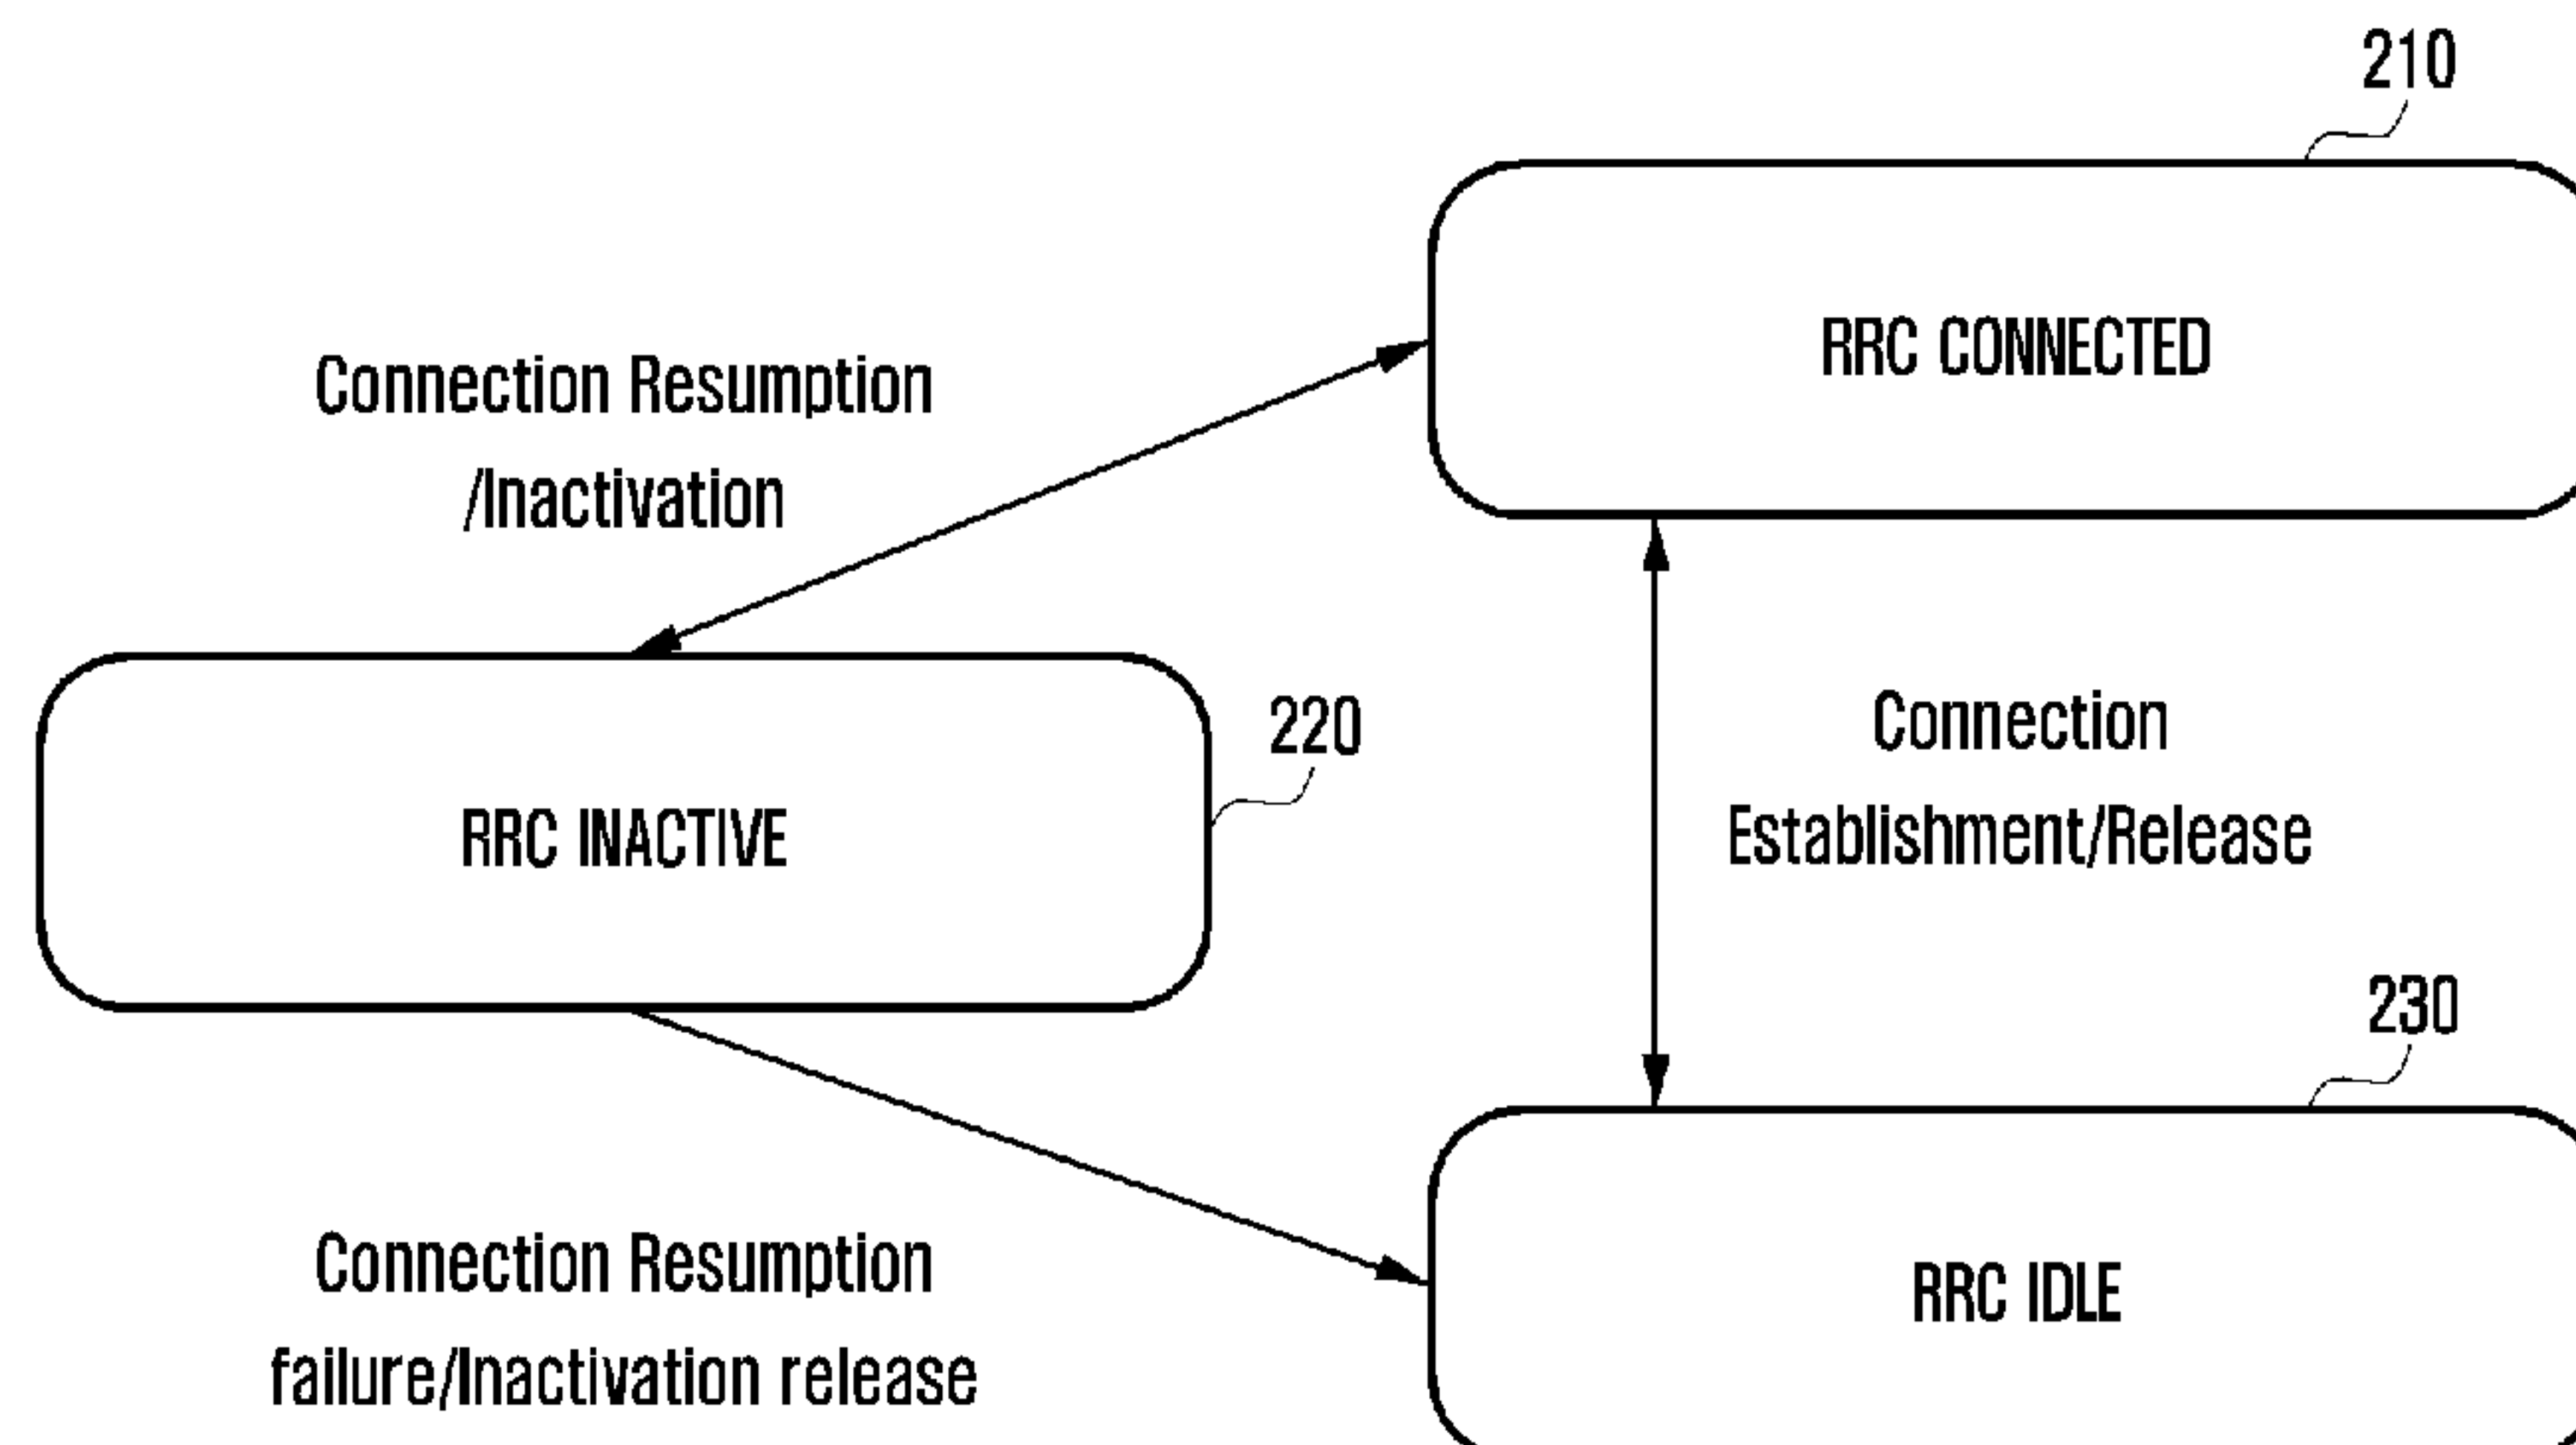 210
RRC CONNECTED
Connection Resumption
/Inactivation
220
Connection
Establishment/Release
RRC INACTIVE
230
RRC IDLE
Connection Resumption
failure/Inactivation release